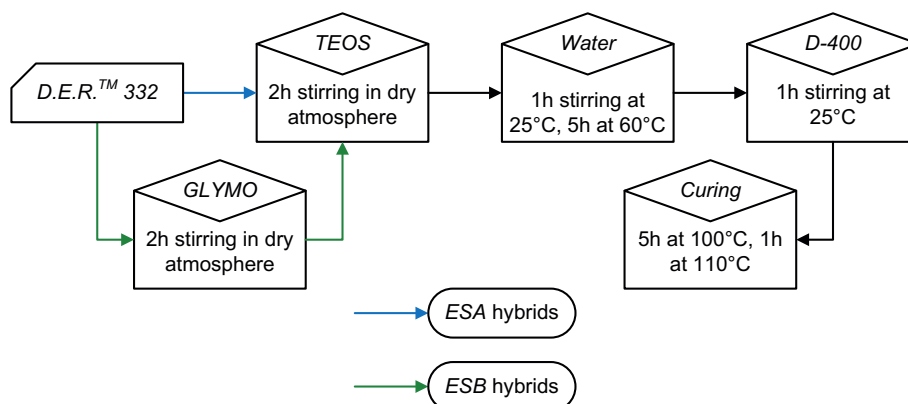 D.E.R.™ 332
TEOS
2h stirring in dry
atmosphere
Water
1h stirring at
25°C, 5h at 60°C
D-400
1h stirring at
25°C
GLYMO
2h stirring in dry
atmosphere
Curing
5h at 100°C, 1h
at 110°C
ESA hybrids
ESB hybrids